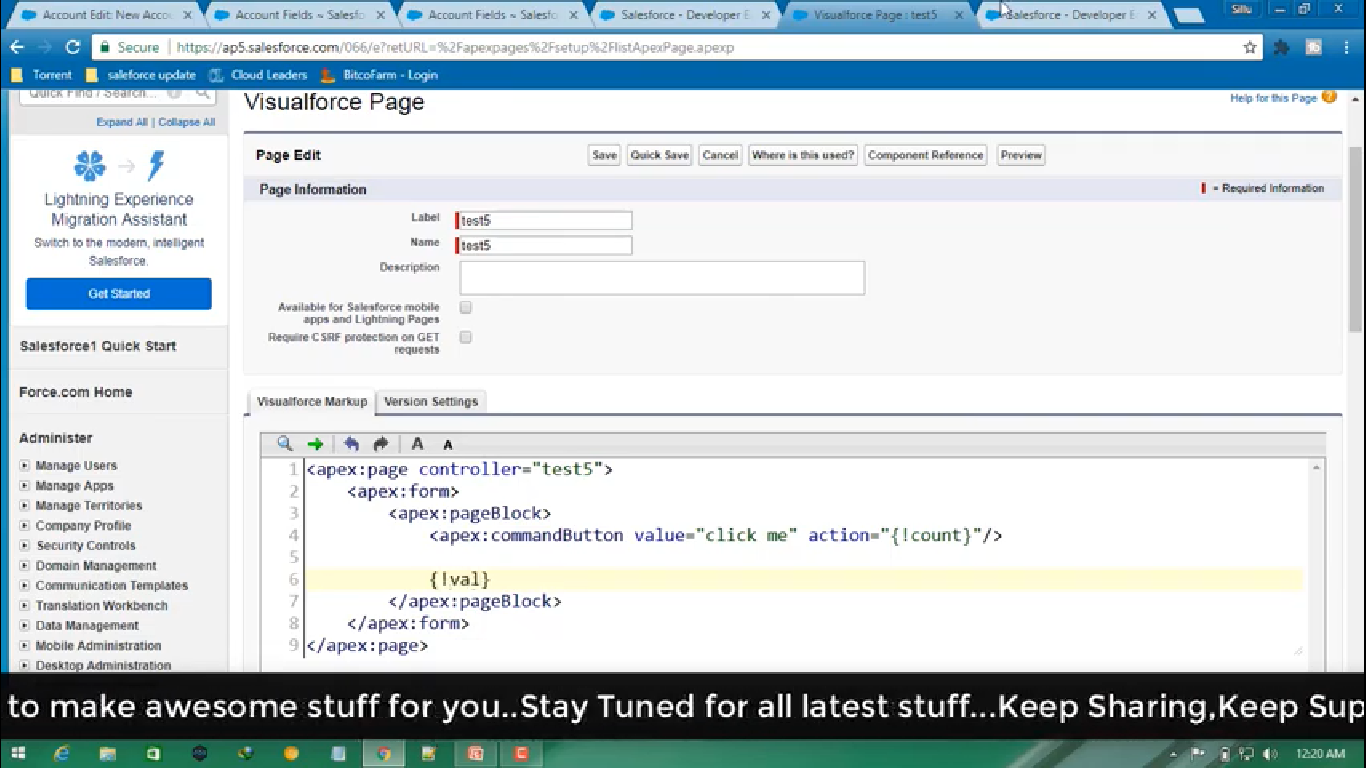 Account Edit: New Accou
Account Fields ~ Salesfo
Account Fields ~ Salesfo
Salesforce - Developer E
Visualforce Page : test5
Salesforce - Developer E
Sillu
Secure
https://ap5.salesforce.com/066/e?retURL=%2Fapexpages%2Fsetup%2FlistApexPage.apexp
Torrent
saleforce update
Cloud Leaders
BitcoFarm - Login
Quick Find / Search...
Expand All | Collapse All
Lightning Experience
Migration Assistant
Switch to the modern, intelligent
Salesforce.
Get Started
Salesforce1 Quick Start
Force.com Home
Administer
Manage Users
Manage Apps
Manage Territories
Company Profile
Security Controls
Domain Management
Communication Templates
Translation Workbench
Data Management
Mobile Administration
Desktop Administration
Visualforce Page
Help for this Page
Page Edit
Save
Quick Save
Cancel
Where is this used?
Component Reference
Preview
Page Information
= Required Information
Label
test5
Name
test5
Description
Available for Salesforce mobile
apps and Lightning Pages
Require CSRF protection on GET
requests
Visualforce Markup
Version Settings
A A
1 <apex:page controller="test5">
2 <apex:form>
3 <apex:pageBlock>
4 <apex:commandButton value="click me" action="{!count}"/>
5
6 {!val}
7 </apex:pageBlock>
8 </apex:form>
9 </apex:page>
to make awesome stuff for you..Stay Tuned for all latest stuff...Keep Sharing,Keep Sup
12:20 AM